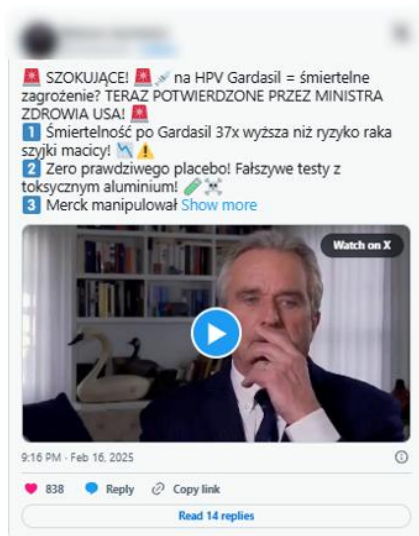 🚨 SZOKUJĄCE! 🚨 💉 na HPV Gardasil = śmiertelne
zagrożenie? TERAZ POTWIERDZONE PRZEZ MINISTRA
ZDROWIA USA! 🚨
1️⃣ Śmiertelność po Gardasil 37x wyższa niż ryzyko raka
szyjki macicy! 📉⚠️
2️⃣ Zero prawdziwego placebo! Fałszywe testy z
toksycznym aluminium! 🧪☠️
3️⃣ Merck manipulował Show more
Watch on X
9:16 PM · Feb 16, 2025
838 Reply Copy link
Read 14 replies